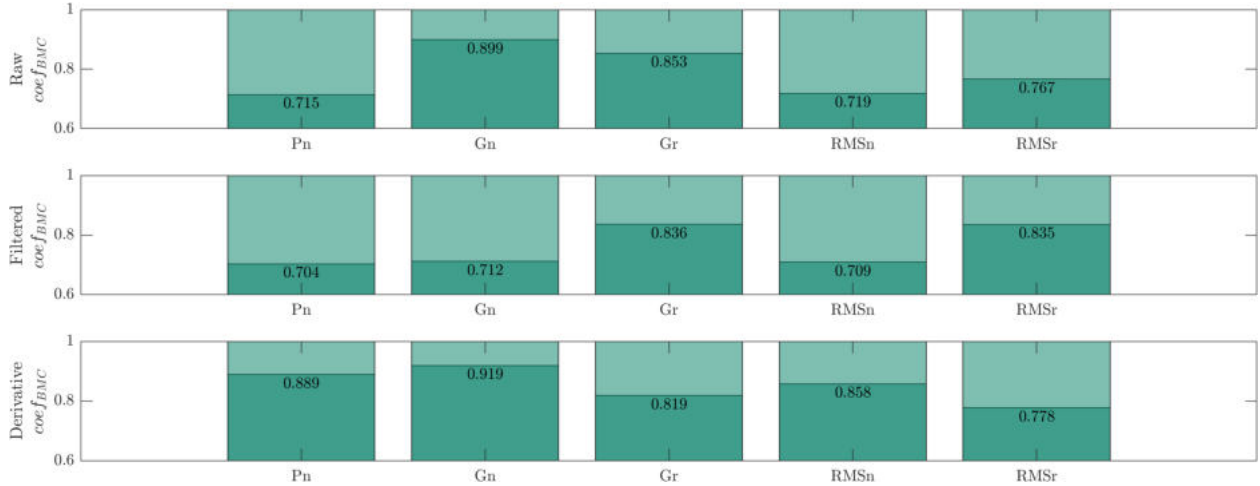 Raw
coef_BMC
1
0.8
0.6
0.715
0.899
0.853
0.719
0.767
Pn
Gn
Gr
RMSn
RMSr
Filtered
coef_BMC
1
0.8
0.6
0.704
0.712
0.836
0.709
0.835
Pn
Gn
Gr
RMSn
RMSr
Derivative
coef_BMC
1
0.8
0.6
0.889
0.919
0.819
0.858
0.778
Pn
Gn
Gr
RMSn
RMSr